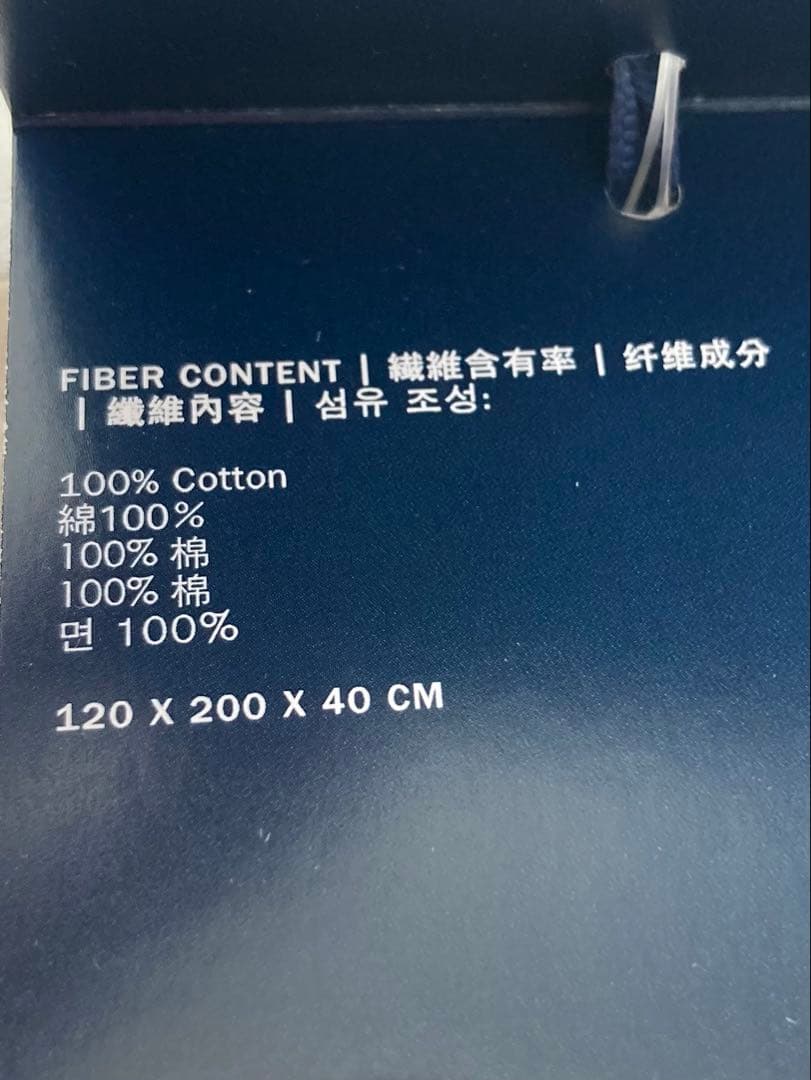 FIBER CONTENT | 繊維含有率 | 纤维成分
| 纖維內容 | 섬유 조성:
100% Cotton
綿100%
100% 棉
100% 棉
면 100%
120 X 200 X 40 CM